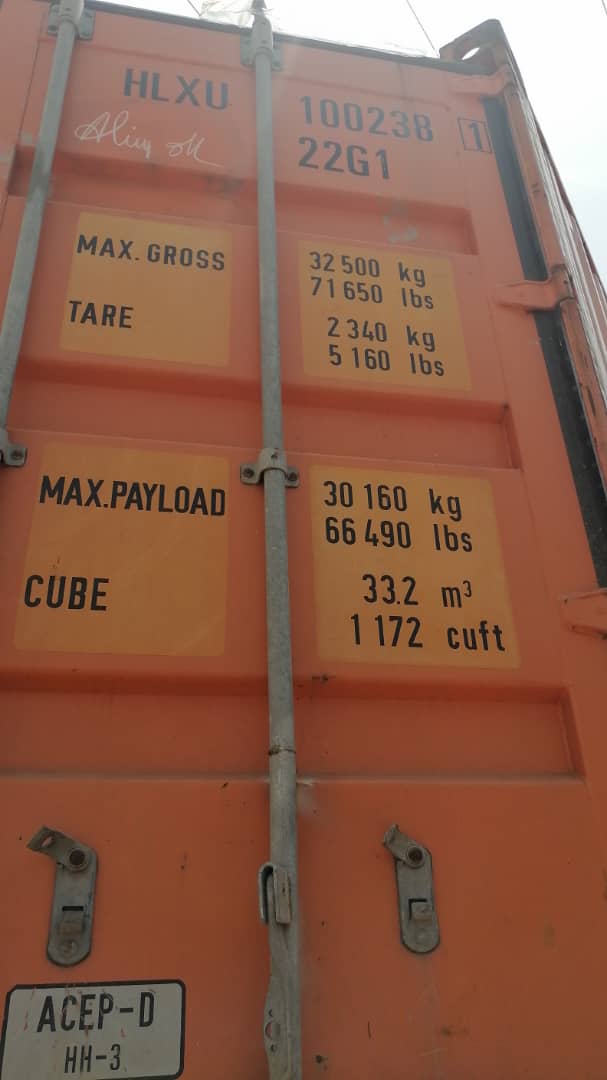 HLXU 100238 1
22G1
MAX. GROSS 32 500 kg
71 650 lbs
TARE 2 340 kg
5 160 lbs
MAX.PAYLOAD 30 160 kg
66 490 lbs
CUBE 33.2 m³
1 172 cuft
ACEP-D
HH-3